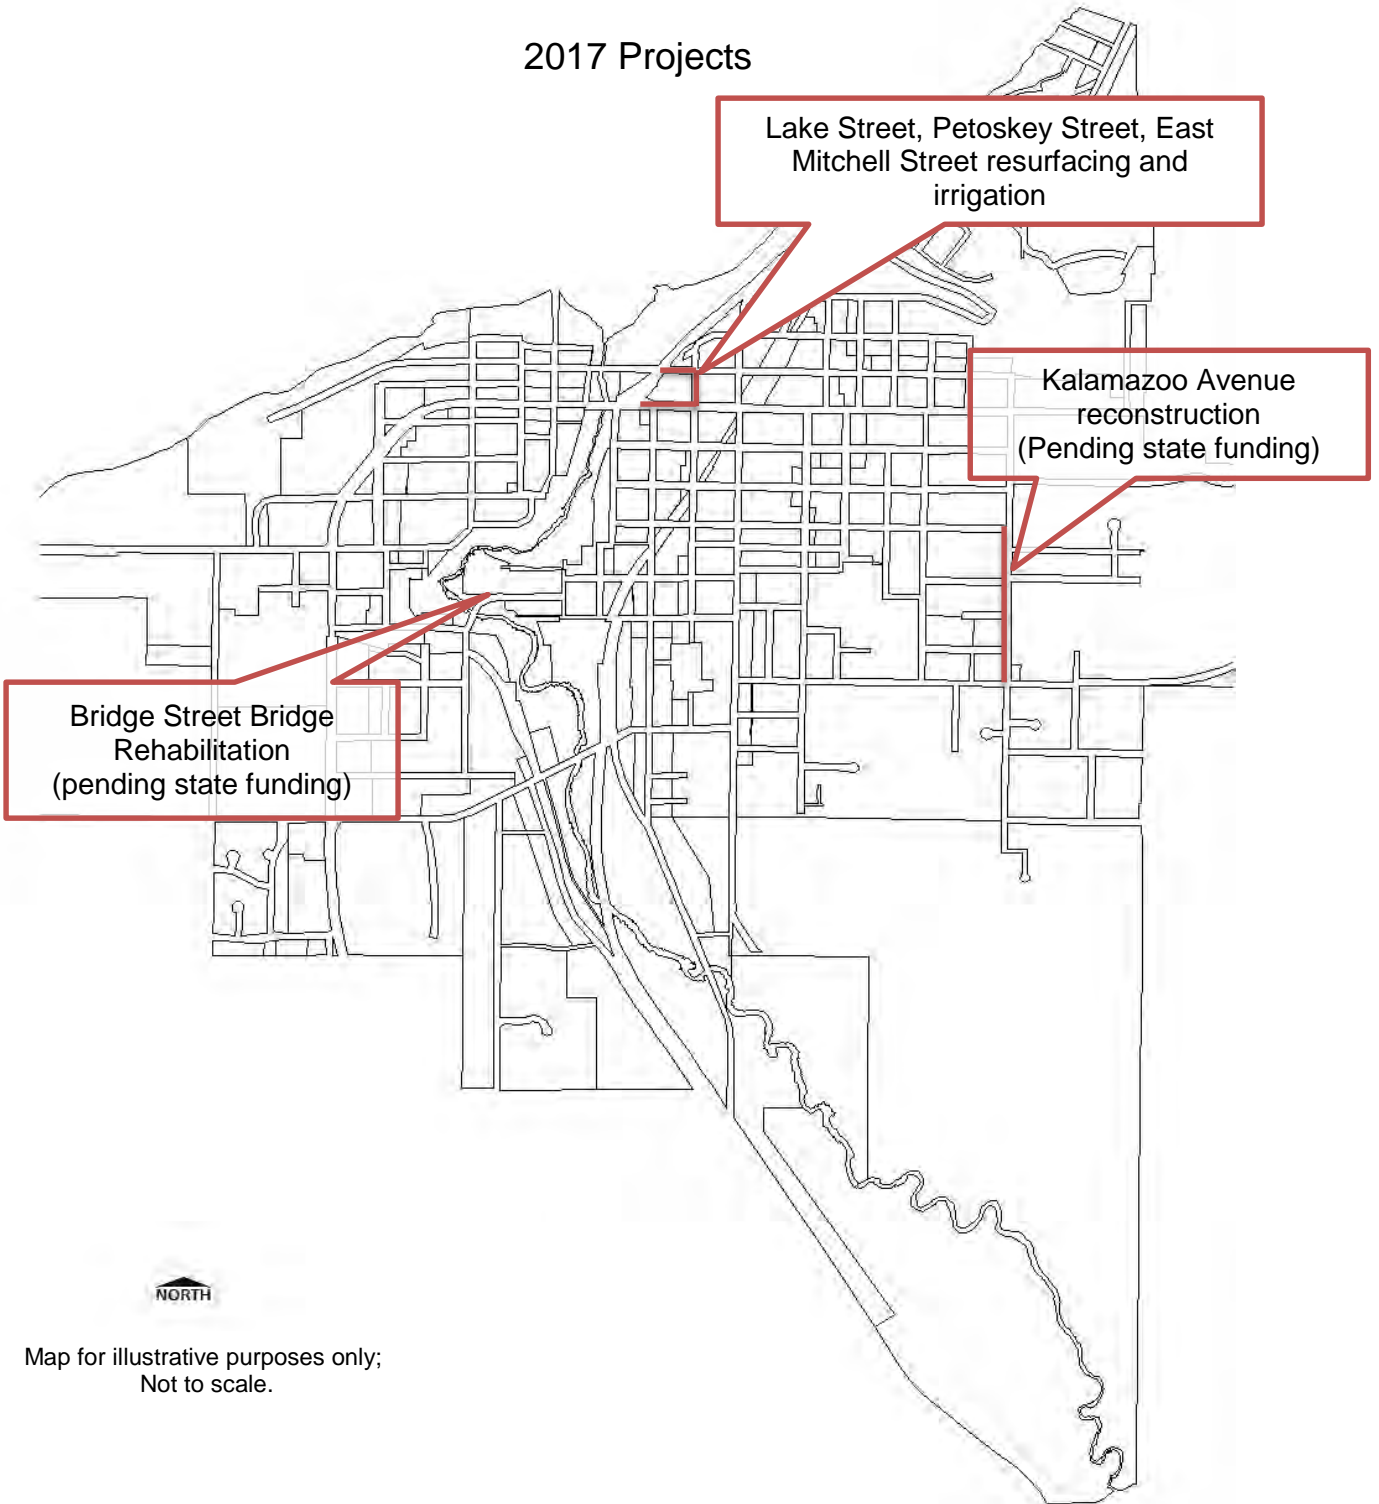 2017 Projects
Lake Street, Petoskey Street, East
Mitchell Street resurfacing and
irrigation
Kalamazoo Avenue
reconstruction
(Pending state funding)
Bridge Street Bridge
Rehabilitation
(pending state funding)
NORTH
Map for illustrative purposes only;
Not to scale.